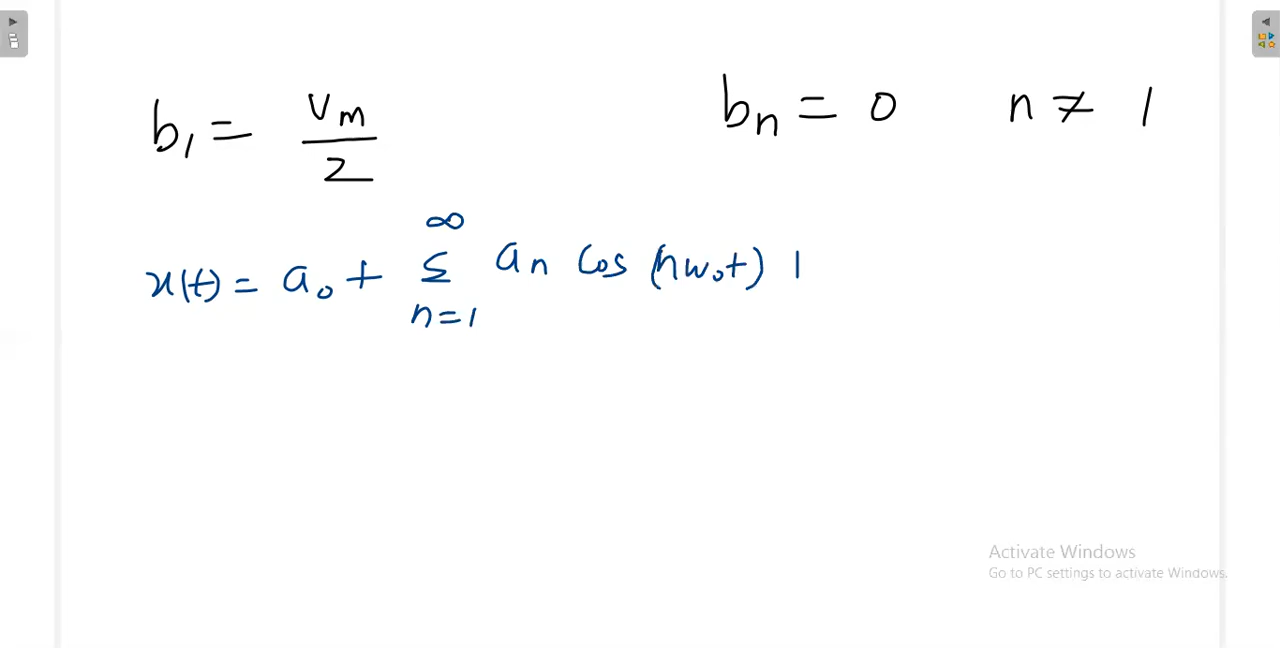 b₁ = Vm/2    bn = 0    n ≠ 1
x(t) = a₀ + ∞ Σ n=1 an Cos (nω₀t) |
Activate Windows
Go to PC settings to activate Windows.